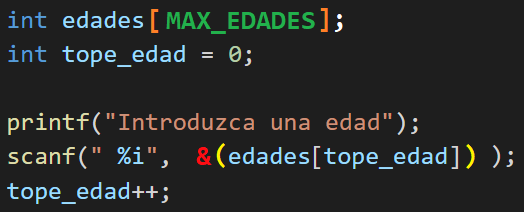 int edades[ MAX_EDADES];
int tope_edad = 0;
printf("Introduzca una edad");
scanf(" %i", &(edades[tope_edad]) );
tope_edad++;